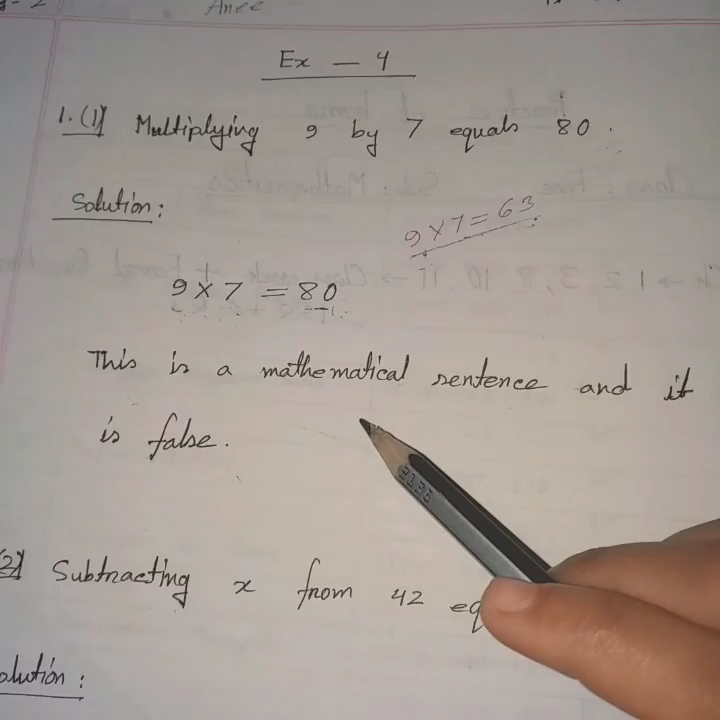 Anee
Ex - 4
1.(1) Multiplying 9 by 7 equals 80.
Solution:
9 x 7 = 63
9 x 7 = 80
This is a mathematical sentence and it
is false.
(2) Subtracting x from 42 eq
olution: